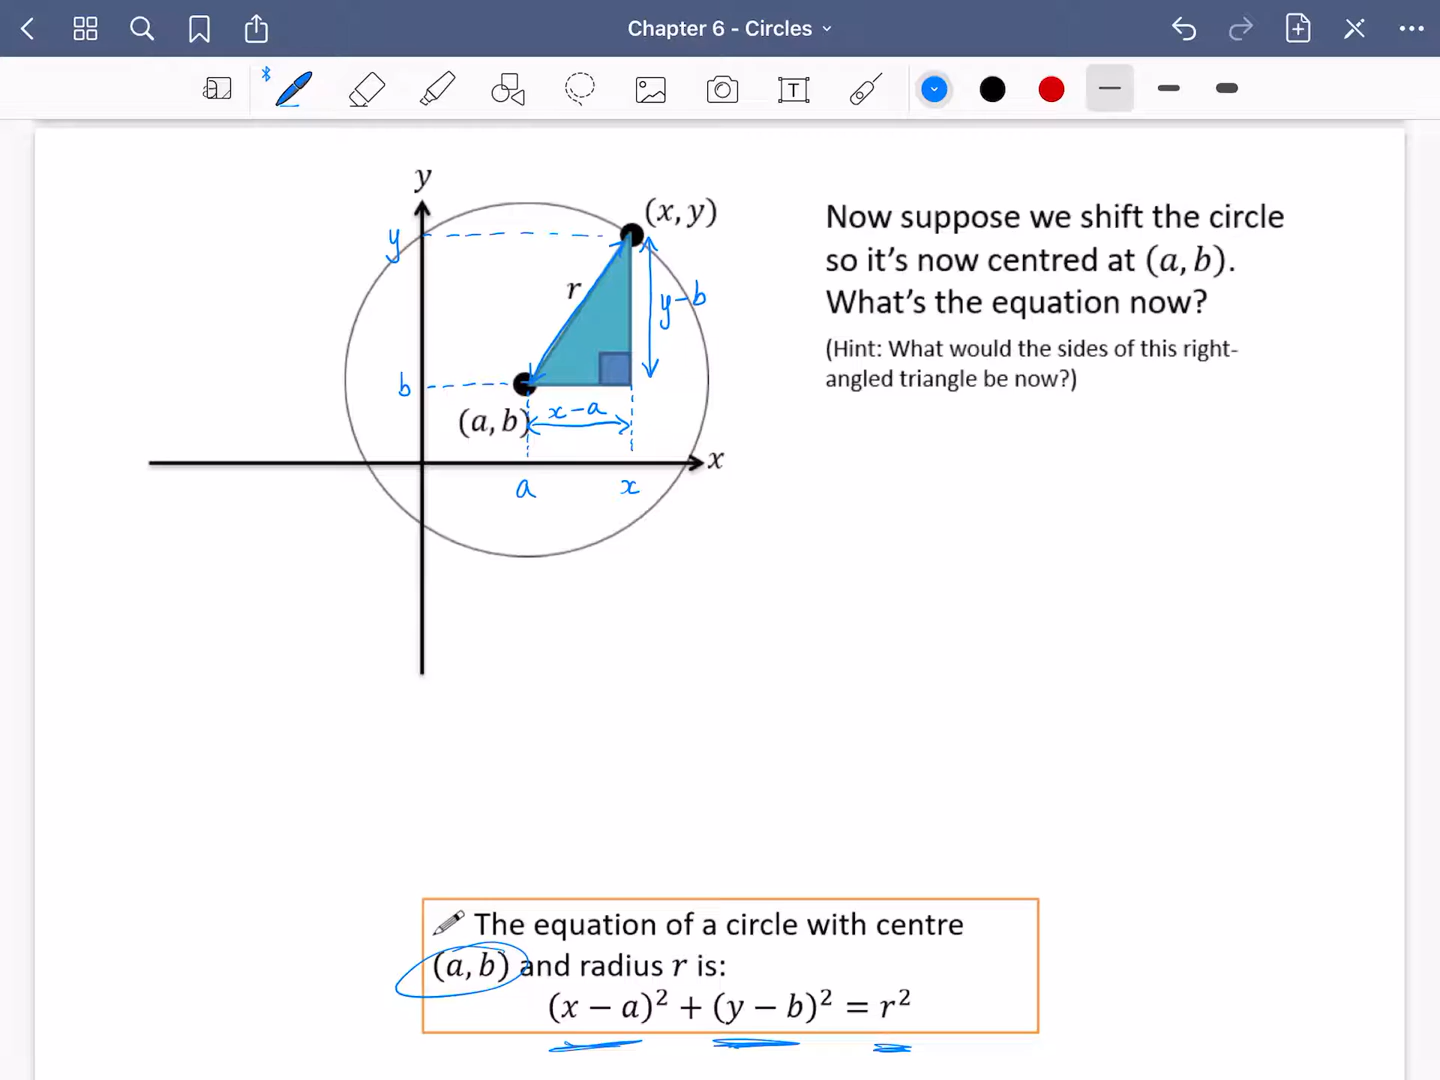 Chapter 6 - Circles
T
y
(x, y)
y
r
y-b
b
x-a
(a, b)
x
a
x
Now suppose we shift the circle
so it's now centred at (a, b).
What's the equation now?
(Hint: What would the sides of this right-
angled triangle be now?)
The equation of a circle with centre
(a, b) and radius r is:
(x − a)² + (y − b)² = r²